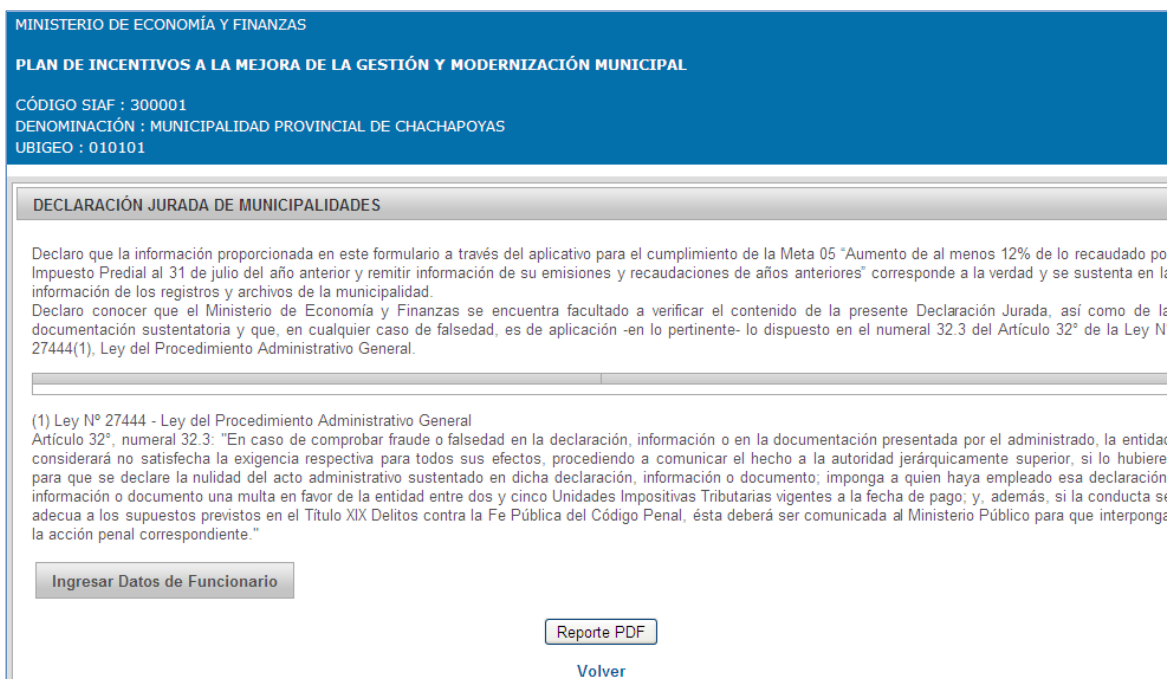 MINISTERIO DE ECONOMÍA Y FINANZAS
PLAN DE INCENTIVOS A LA MEJORA DE LA GESTIÓN Y MODERNIZACIÓN MUNICIPAL
CÓDIGO SIAF : 300001
DENOMINACIÓN : MUNICIPALIDAD PROVINCIAL DE CHACHAPOYAS
UBIGEO : 010101
DECLARACIÓN JURADA DE MUNICIPALIDADES
Declaro que la información proporcionada en este formulario a través del aplicativo para el cumplimiento de la Meta 05 “Aumento de al menos 12% de lo recaudado po
Impuesto Predial al 31 de julio del año anterior y remitir información de su emisiones y recaudaciones de años anteriores” corresponde a la verdad y se sustenta en la
información de los registros y archivos de la municipalidad.
Declaro conocer que el Ministerio de Economía y Finanzas se encuentra facultado a verificar el contenido de la presente Declaración Jurada, así como de la
documentación sustentatoria y que, en cualquier caso de falsedad, es de aplicación -en lo pertinente- lo dispuesto en el numeral 32.3 del Artículo 32° de la Ley N°
27444(1), Ley del Procedimiento Administrativo General.
(1) Ley Nº 27444 - Ley del Procedimiento Administrativo General
Artículo 32°, numeral 32.3: "En caso de comprobar fraude o falsedad en la declaración, información o en la documentación presentada por el administrado, la entidad
considerará no satisfecha la exigencia respectiva para todos sus efectos, procediendo a comunicar el hecho a la autoridad jerárquicamente superior, si lo hubiere
para que se declare la nulidad del acto administrativo sustentado en dicha declaración, información o documento; imponga a quien haya empleado esa declaración
información o documento una multa en favor de la entidad entre dos y cinco Unidades Impositivas Tributarias vigentes a la fecha de pago; y, además, si la conducta se
adecua a los supuestos previstos en el Título XIX Delitos contra la Fe Pública del Código Penal, ésta deberá ser comunicada al Ministerio Público para que interponga
la acción penal correspondiente."
Ingresar Datos de Funcionario
Reporte PDF
Volver